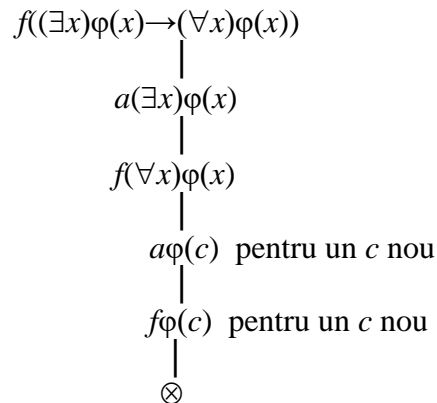 f((∃x)φ(x)→(∀x)φ(x))
a(∃x)φ(x)
f(∀x)φ(x)
aφ(c) pentru un c nou
fφ(c) pentru un c nou
⊗